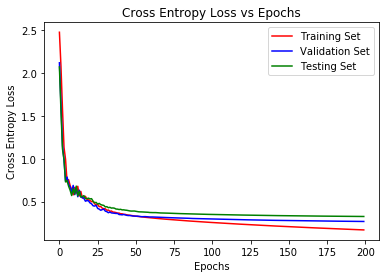 Cross Entropy Loss vs Epochs
Training Set
Validation Set
Testing Set
Cross Entropy Loss
2.5
2.0
1.5
1.0
0.5
0 25 50 75 100 125 150 175 200
Epochs